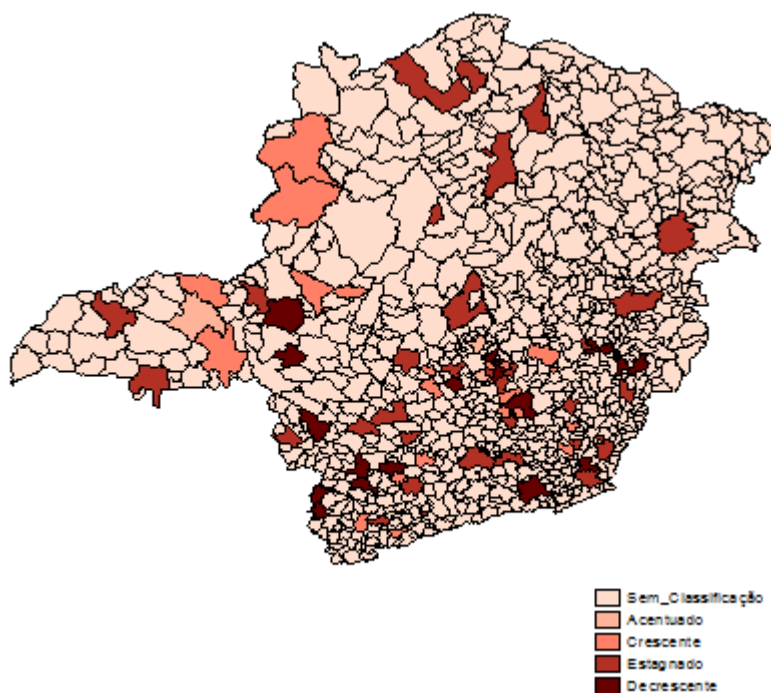 Sem_Classificação
Acentuado
Crescente
Estagnado
Decrescente